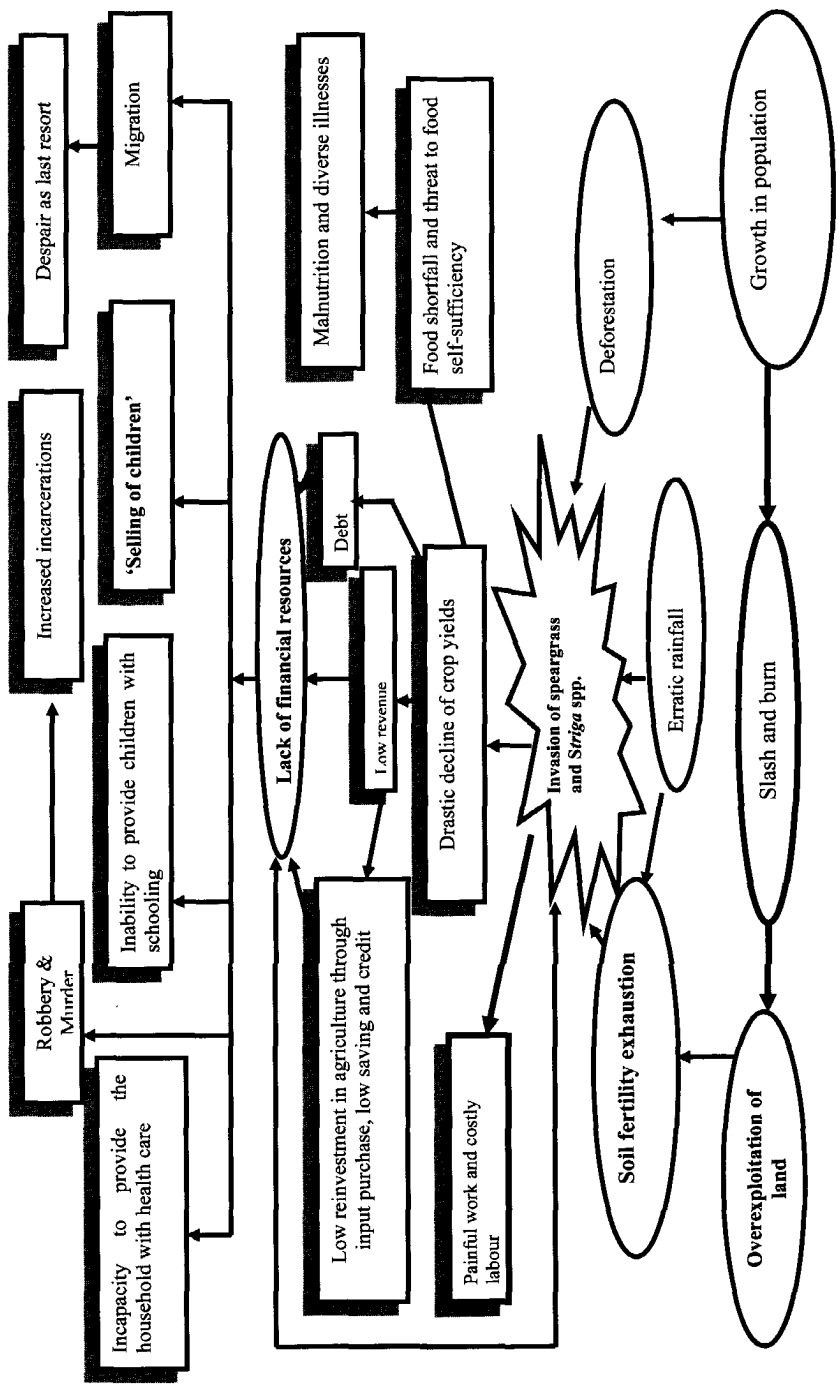 Despair as last resort
Increased incarcerations
Robbery &
Murder
Migration
'Selling of children'
Inability to provide children with
schooling
Incapacity to provide the
household with health care
Malnutrition and diverse illnesses
Lack of financial resources
Debt
Low revenue
Low reinvestment in agriculture through
input purchase, low saving and credit
Food shortfall and threat to food
self-sufficiency
Drastic decline of crop yields
Painful work and costly
labour
Invasion of speargrass
and Striga spp.
Deforestation
Erratic rainfall
Soil fertility exhaustion
Growth in population
Slash and burn
Overexploitation of
land